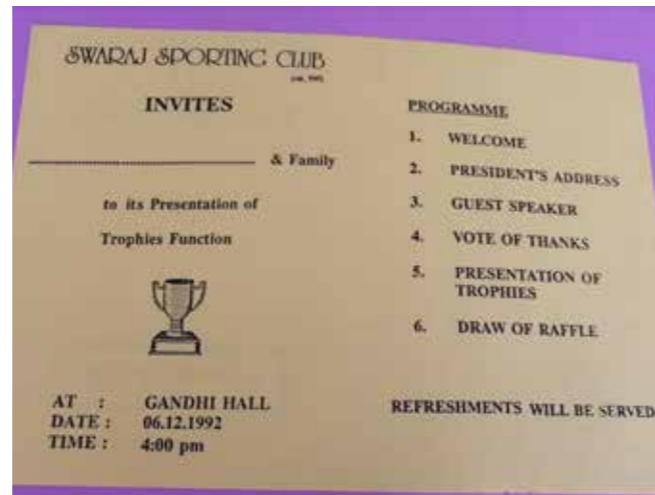 SWARAJ SPORTING CLUB
INVITES
& Family
to its Presentation of
Trophies Function
AT : GANDHI HALL
DATE : 06.12.1992
TIME : 4:00 pm
PROGRAMME
1. WELCOME
2. PRESIDENT'S ADDRESS
3. GUEST SPEAKER
4. VOTE OF THANKS
5. PRESENTATION OF
TROPHIES
6. DRAW OF RAFFLE
REFRESHMENTS WILL BE SERVED